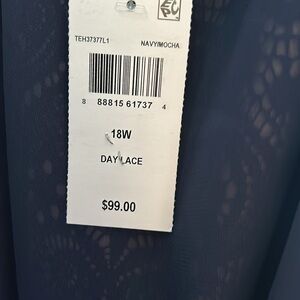 TEH37377L1 NAVY/MOCHA
8 88815 61737 4
18W
DAY LACE
$99.00